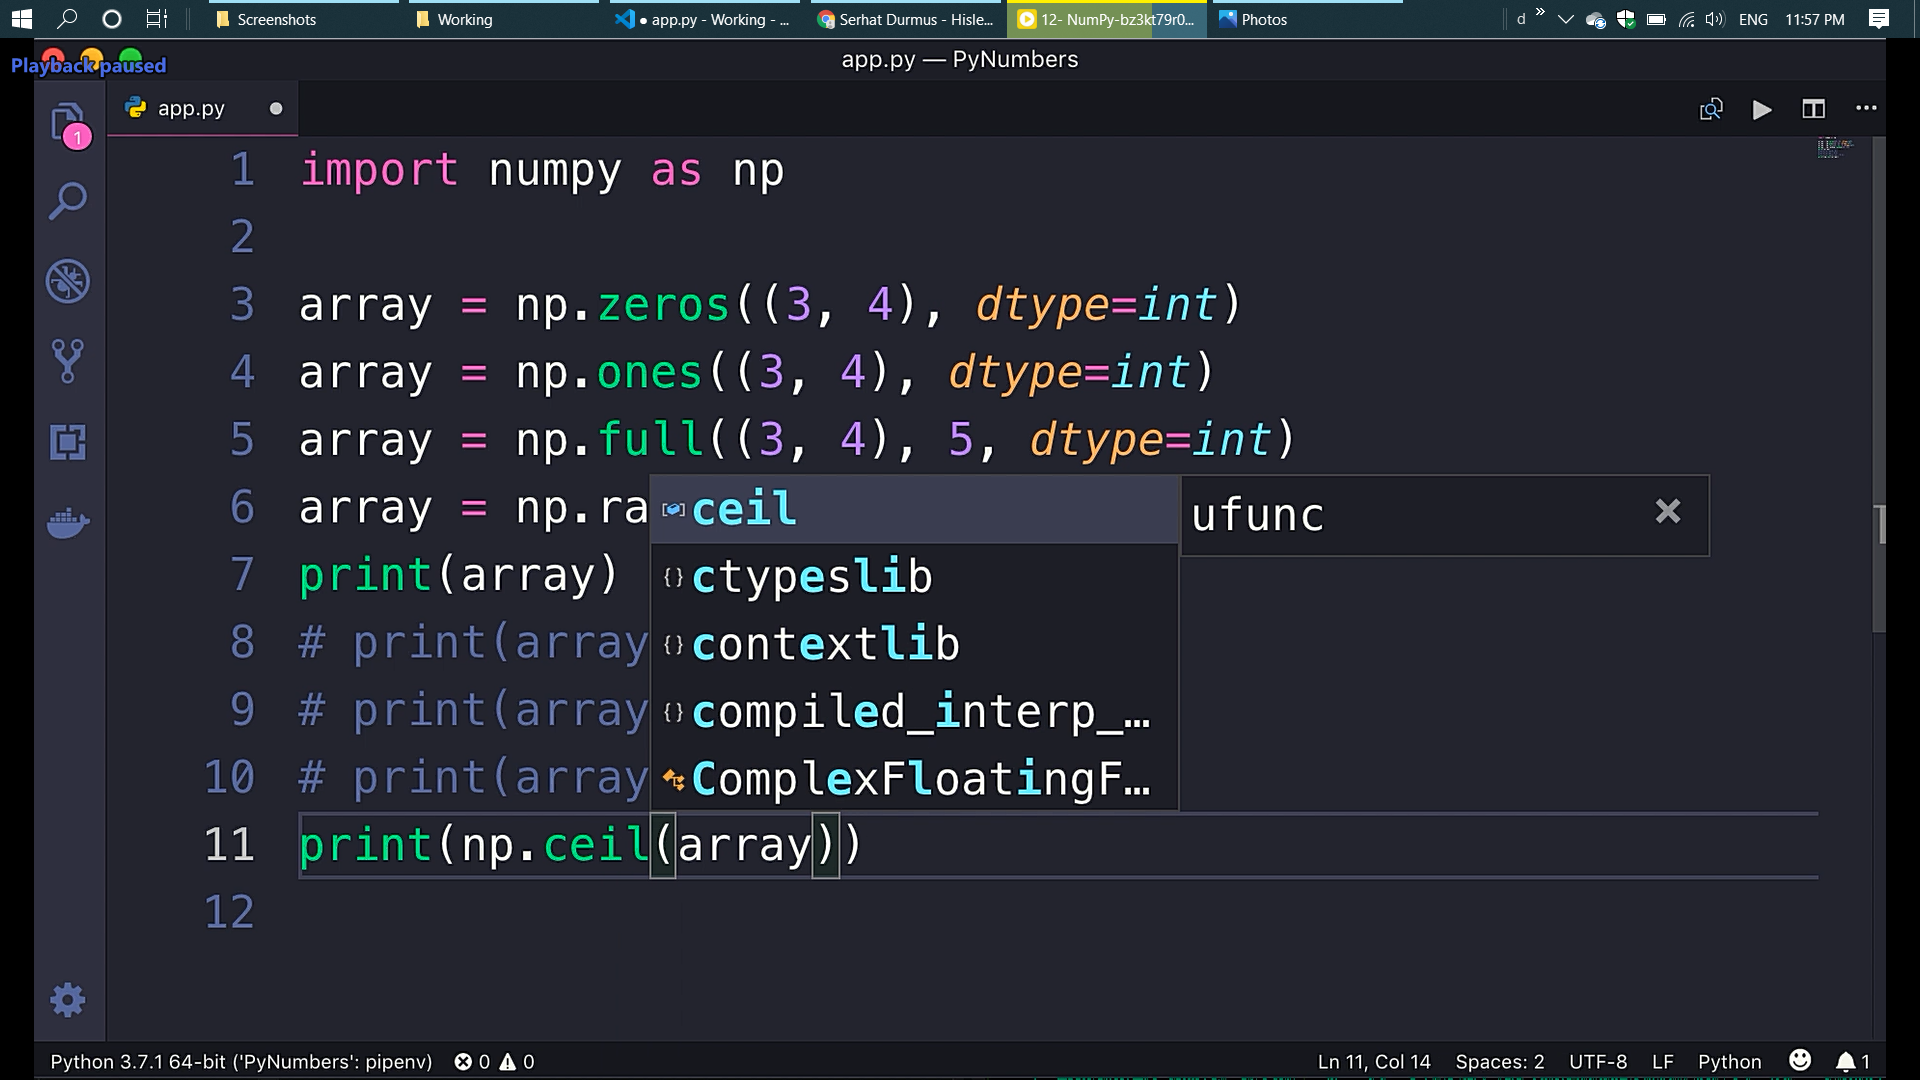 Screenshots
Working
● app.py - Working - ...
Serhat Durmus - Hisle...
12- NumPy-bz3kt79r0...
Photos
d
ENG
11:57 PM
Playback paused
app.py — PyNumbers
1
app.py
1 import numpy as np
2
3 array = np.zeros((3, 4), dtype=int)
4 array = np.ones((3, 4), dtype=int)
5 array = np.full((3, 4), 5, dtype=int)
6 array = np.ra
7 print(array)
8 # print(array
9 # print(array
10 # print(array
11 print(np.ceil(array))
12
ceil
ctypeslib
contextlib
compiled_interp_...
ComplexFloatingF...
ufunc
Python 3.7.1 64-bit ('PyNumbers': pipenv)
0
0
Ln 11, Col 14
Spaces: 2
UTF-8
LF
Python
1